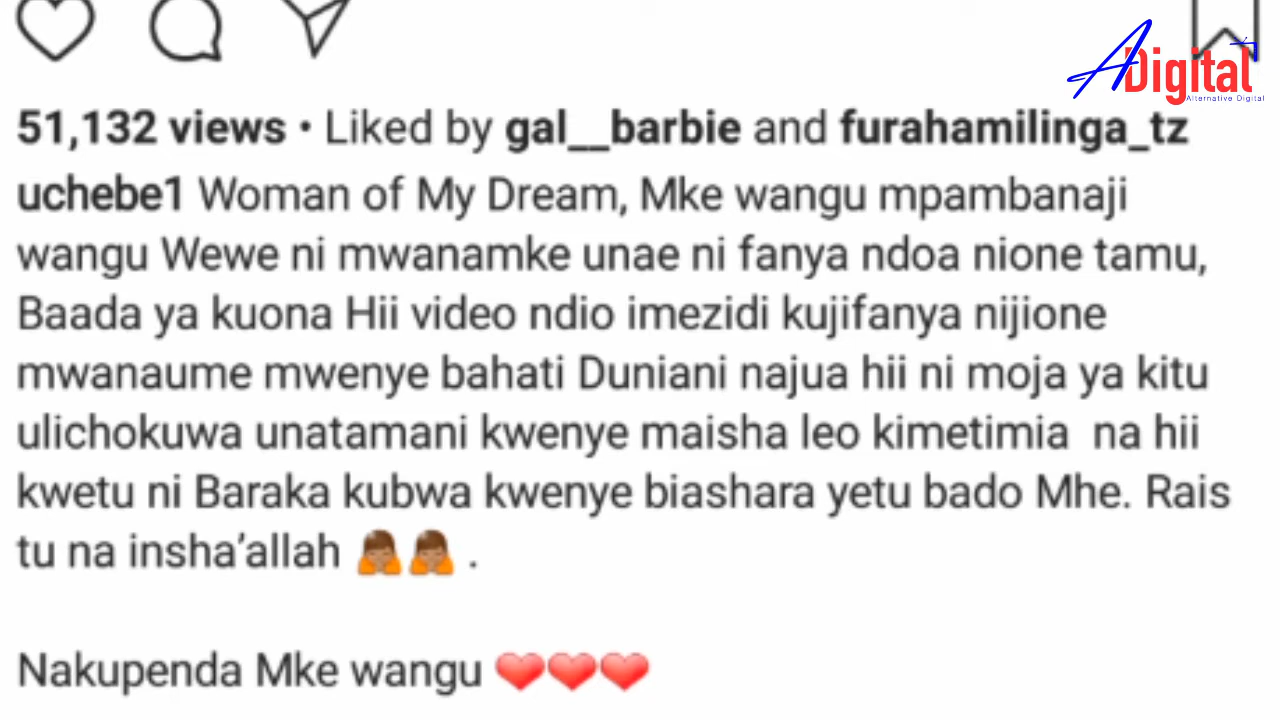 ADigital
Alternative Digital
51,132 views • Liked by gal__barbie and furahamilinga_tz
uchebe1 Woman of My Dream, Mke wangu mpambanaji
wangu Wewe ni mwanamke unae ni fanya ndoa nione tamu,
Baada ya kuona Hii video ndio imezidi kujifanya nijione
mwanaume mwenye bahati Duniani najua hii ni moja ya kitu
ulichokuwa unatamani kwenye maisha leo kimetimia na hii
kwetu ni Baraka kubwa kwenye biashara yetu bado Mhe. Rais
tu na insha’allah 🙏🏾🙏🏾 .
Nakupenda Mke wangu ❤️❤️❤️